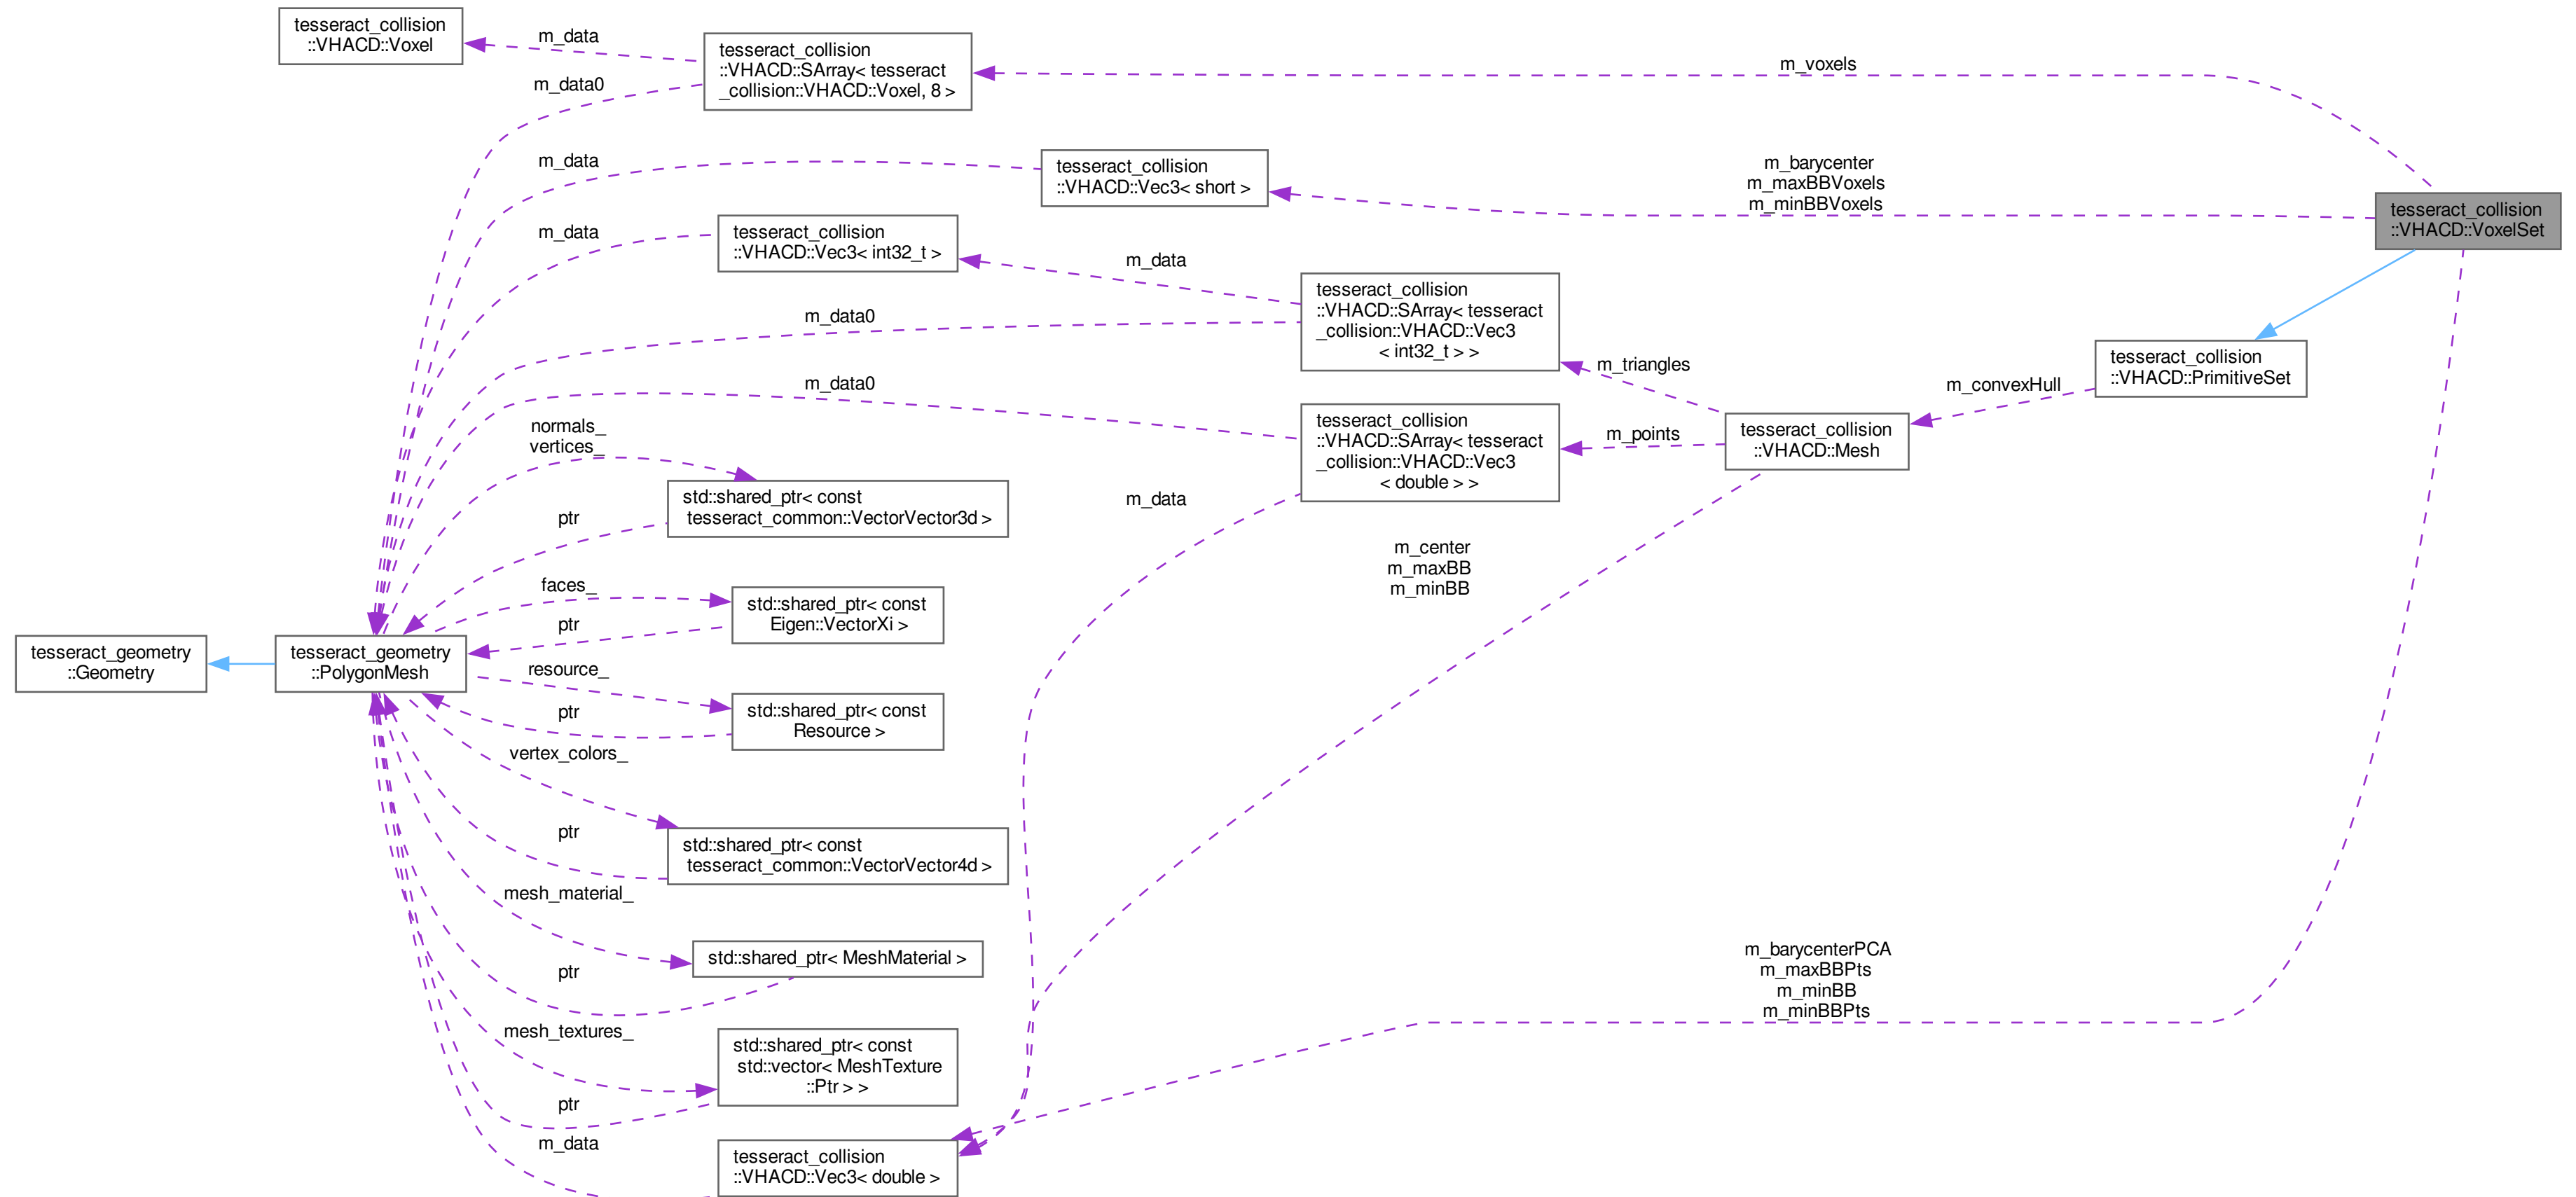 tesseract_collision
::VHACD::Voxel
m_data
tesseract_collision
::VHACD::SArray< tesseract
_collision::VHACD::Voxel, 8 >
m_voxels
m_data0
m_data
tesseract_collision
::VHACD::Vec3< short >
m_barycenter
m_maxBBVoxels
m_minBBVoxels
tesseract_collision
::VHACD::VoxelSet
m_data
tesseract_collision
::VHACD::Vec3< int32_t >
m_data
tesseract_collision
::VHACD::SArray< tesseract
_collision::VHACD::Vec3
< int32_t > >
m_data0
m_triangles
tesseract_collision
::VHACD::PrimitiveSet
m_convexHull
m_data0
tesseract_collision
::VHACD::SArray< tesseract
_collision::VHACD::Vec3
< double > >
m_points
tesseract_collision
::VHACD::Mesh
normals_
vertices_
std::shared_ptr< const
tesseract_common::VectorVector3d >
m_data
ptr
m_center
m_maxBB
m_minBB
faces_
std::shared_ptr< const
Eigen::VectorXi >
ptr
tesseract_geometry
::Geometry
tesseract_geometry
::PolygonMesh
resource_
std::shared_ptr< const
Resource >
ptr
vertex_colors_
std::shared_ptr< const
tesseract_common::VectorVector4d >
ptr
mesh_material_
std::shared_ptr< MeshMaterial >
ptr
m_barycenterPCA
m_maxBBPts
m_minBB
m_minBBPts
mesh_textures_
std::shared_ptr< const
std::vector< MeshTexture
::Ptr > >
ptr
m_data
tesseract_collision
::VHACD::Vec3< double >